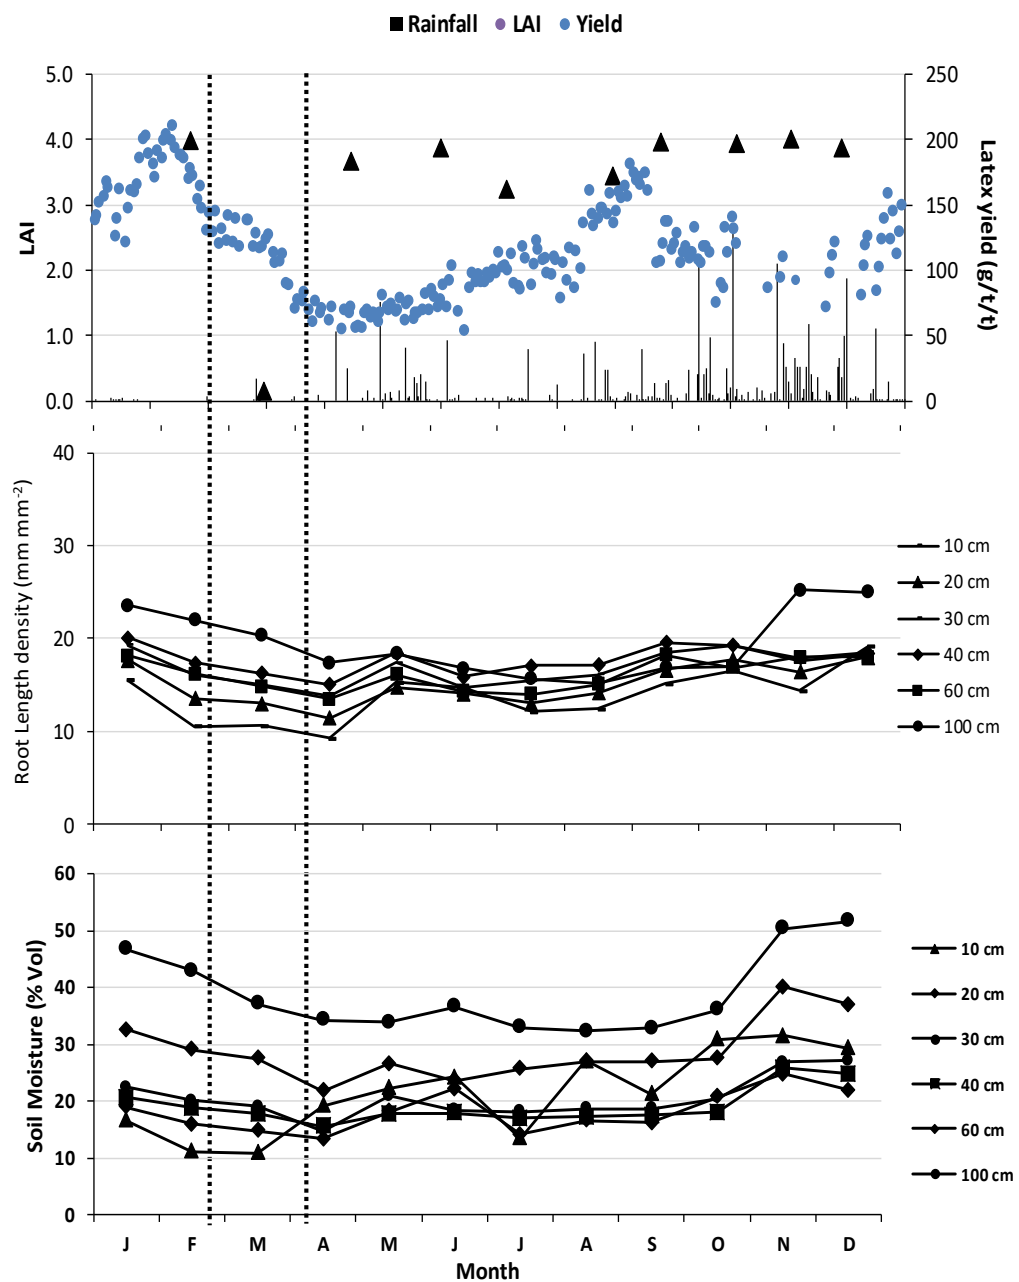 Rainfall LAI Yield
5.0 250
4.0 200
3.0 150
2.0 100
1.0 50
0.0 0
LAI
Latex yield (g/t/t)
40
30
20
10
0
Root Length density (mm mm⁻²)
10 cm
20 cm
30 cm
40 cm
60 cm
100 cm
60
50
40
30
20
10
0
Soil Moisture (% Vol)
10 cm
20 cm
30 cm
40 cm
60 cm
100 cm
J F M A M J J A S O N D
Month